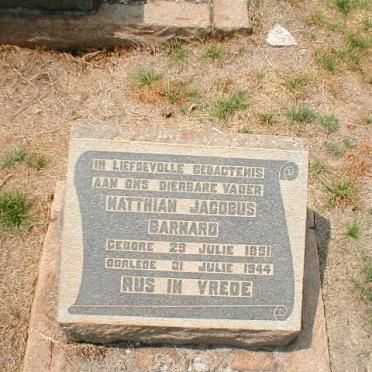 IN LIEFDEVOLLE GEDAGTENIS
AAN ONS DIERBARE VADER
MATTHIAN JACOBUS
BARNARD
GEBORE 29 JULIE 1851
OORLEDE 31 JULIE 1944
RUS IN VREDE